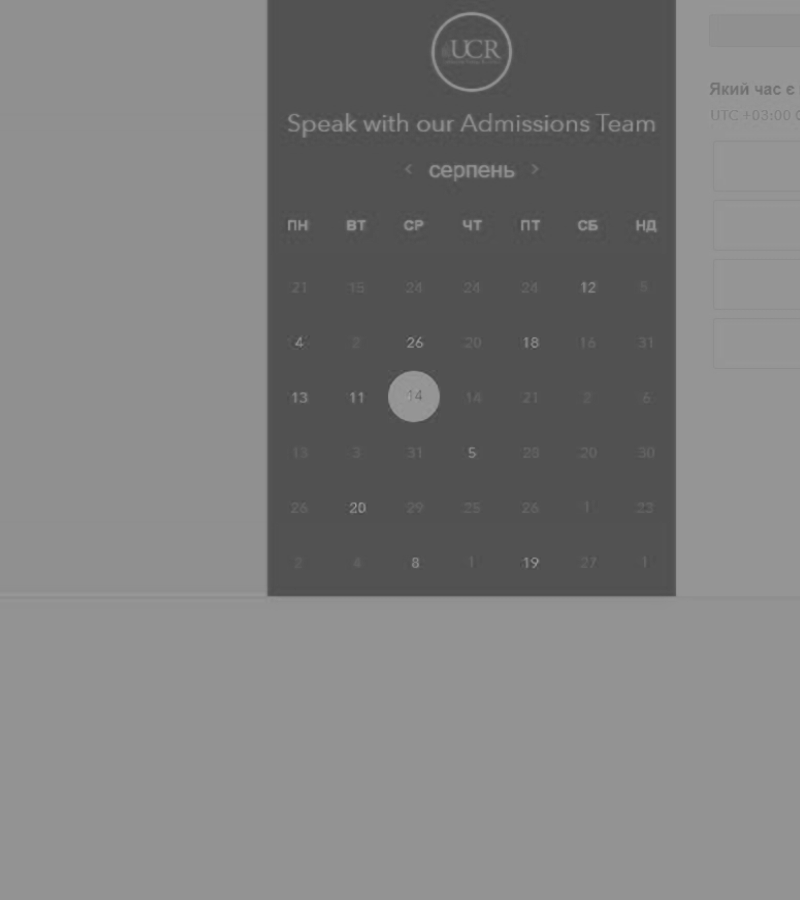 UCR
Speak with our Admissions Team
< серпень >
ПН ВТ СР ЧТ ПТ СБ НД
21 15 24 24 24 12
4 2 26 20 18 16 31
13 11 14 14 21 2 6
13 3 31 5 28 20 30
26 20 29 25 26 1 23
2 4 8 1 19 27 1
Який час є
UTC +03:00